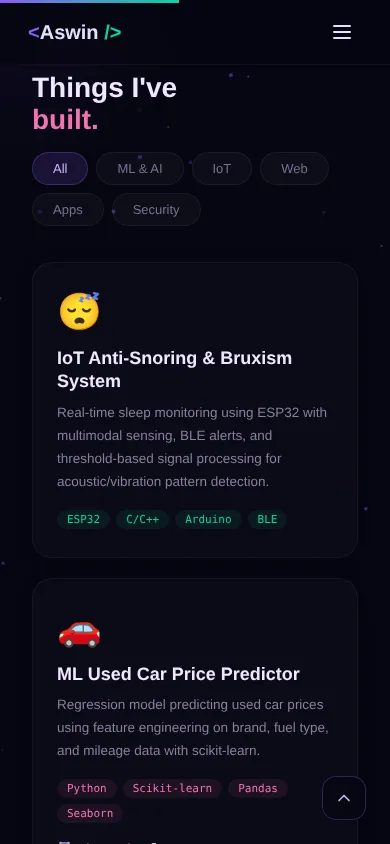 <Aswin />
Things I've
built.
All
ML & AI
IoT
Web
Apps
Security
IoT Anti-Snoring & Bruxism
System
Real-time sleep monitoring using ESP32 with
multimodal sensing, BLE alerts, and
threshold-based signal processing for
acoustic/vibration pattern detection.
ESP32
C/C++
Arduino
BLE
ML Used Car Price Predictor
Regression model predicting used car prices
using feature engineering on brand, fuel type,
and mileage data with scikit-learn.
Python
Scikit-learn
Pandas
Seaborn